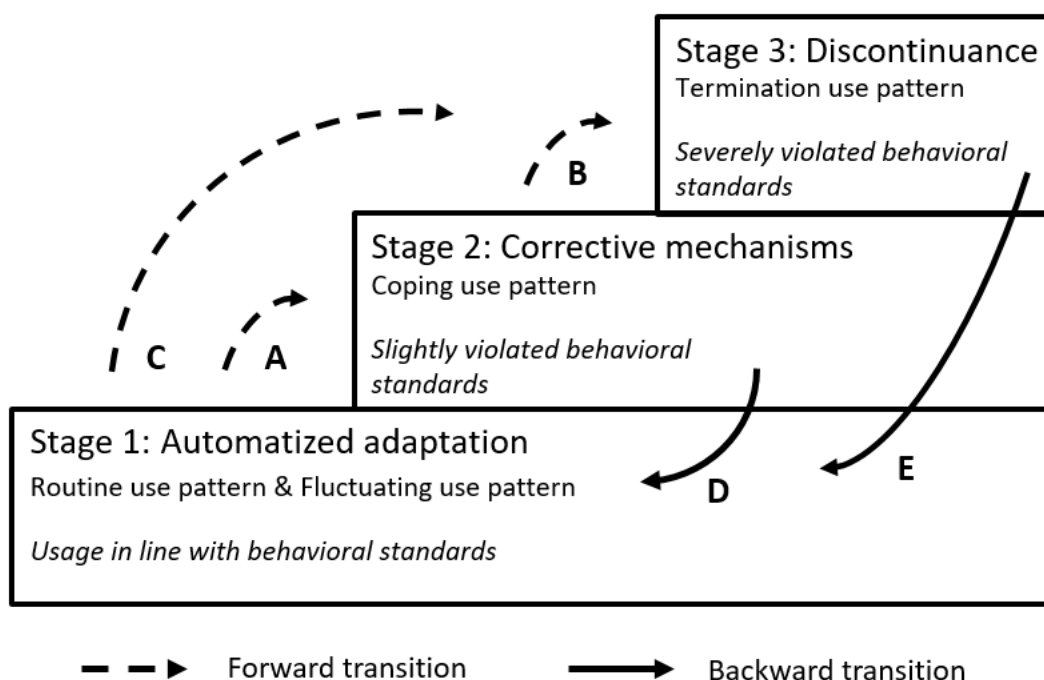 Stage 3: Discontinuance
Termination use pattern
Severely violated behavioral
standards
B
Stage 2: Corrective mechanisms
Coping use pattern
Slightly violated behavioral
standards
C
A
Stage 1: Automatized adaptation
Routine use pattern & Fluctuating use pattern
Usage in line with behavioral standards
D
E
Forward transition
Backward transition